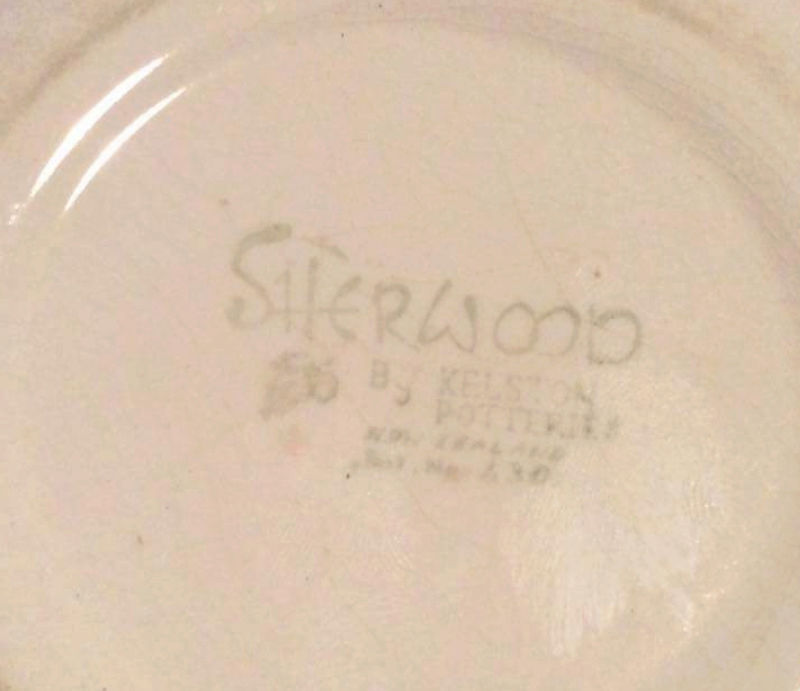 SHERWOOD
By KELSTON
POTTERIES
NEW ZEALAND